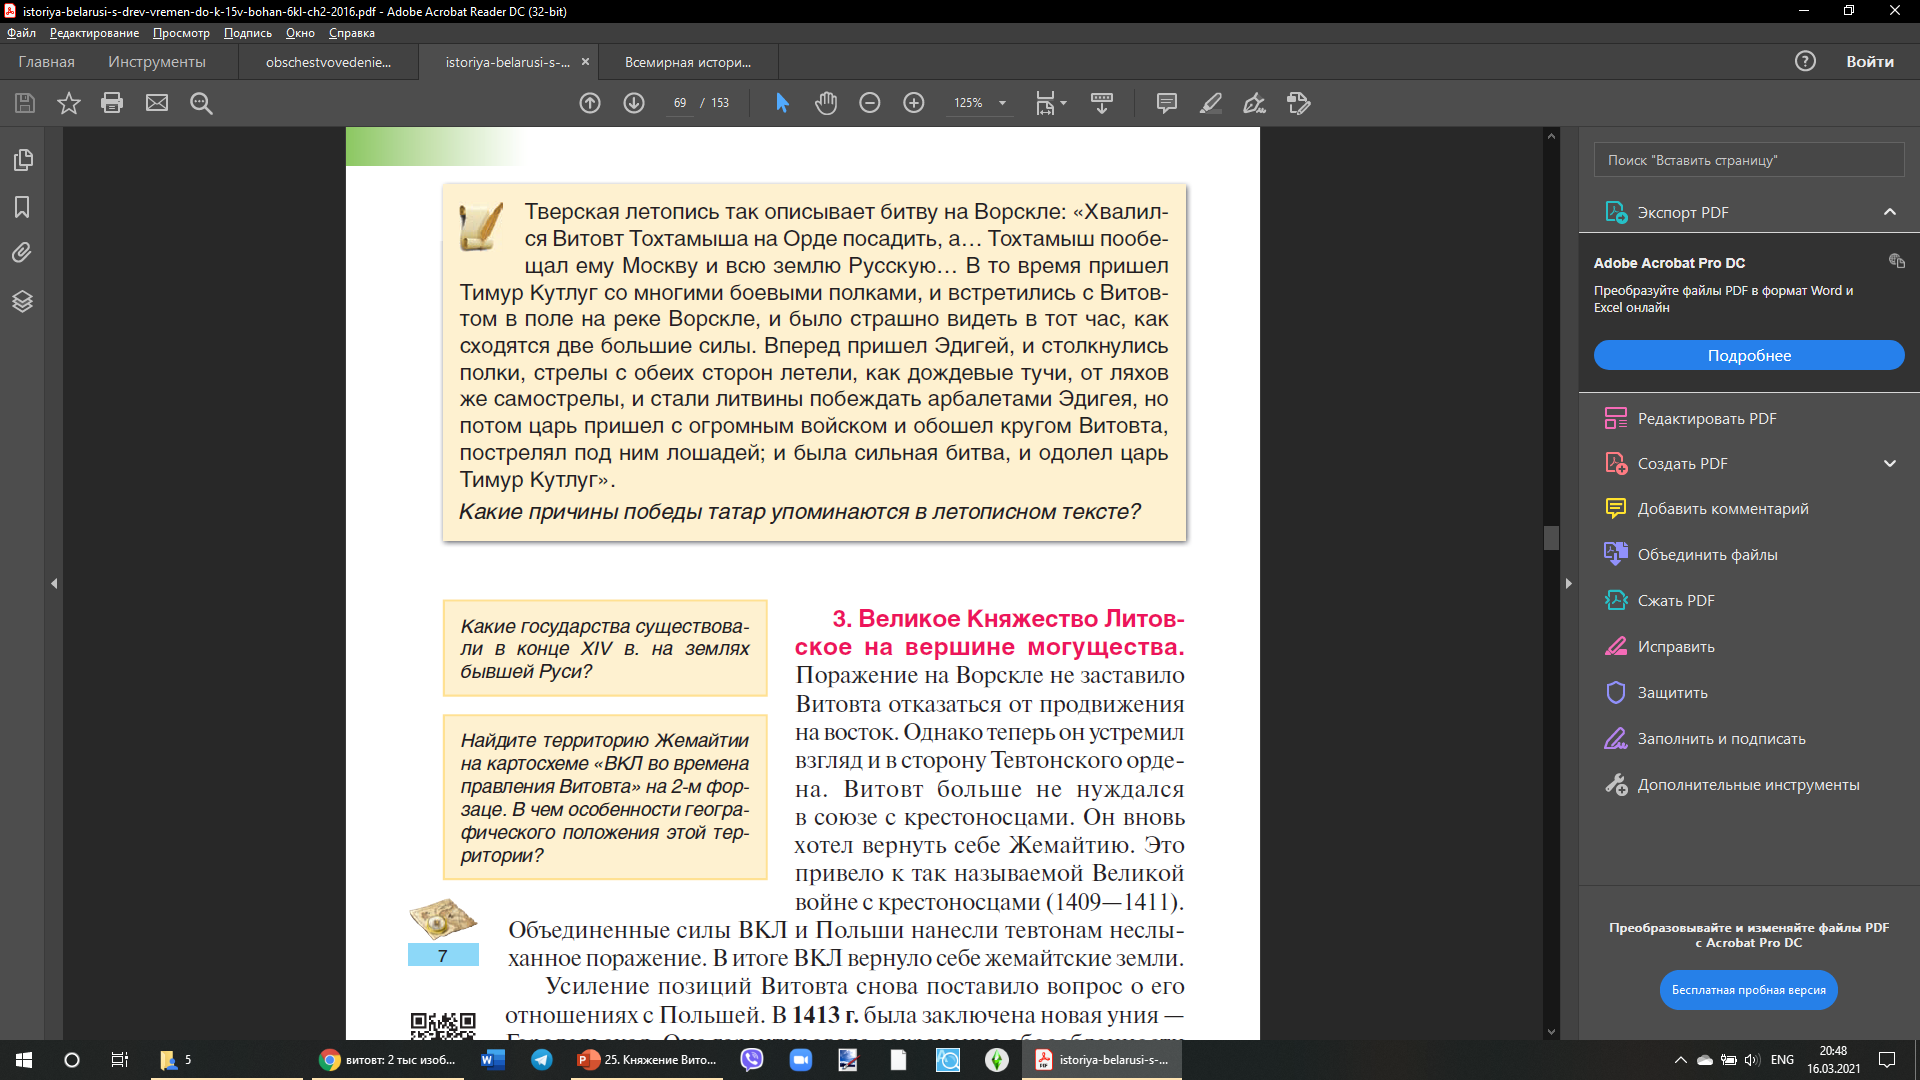 istoriya-belarusi-s-drev-vremen-do-k-15v-bohan-6kl-ch2-2016.pdf - Adobe Acrobat Reader DC (32-bit)
Файл Редактирование Просмотр Подпись Окно Справка
Главная Инструменты obschestvovedenie... istoriya-belarusi-s-... × Всемирная истори... Войти
69 / 153 125%
Тверская летопись так описывает битву на Ворскле: «Хвалил-
ся Витовт Тохтамыша на Орде посадить, а… Тохтамыш пообе-
щал ему Москву и всю землю Русскую… В то время пришел
Тимур Кутлуг со многими боевыми полками, и встретились с Витов-
том в поле на реке Ворскле, и было страшно видеть в тот час, как
сходятся две большие силы. Вперед пришел Эдигей, и столкнулись
полки, стрелы с обеих сторон летели, как дождевые тучи, от ляхов
же самострелы, и стали литвины побеждать арбалетами Эдигея, но
потом царь пришел с огромным войском и обошел кругом Витовта,
пострелял под ним лошадей; и была сильная битва, и одолел царь
Тимур Кутлуг».
Какие причины победы татар упоминаются в летописном тексте?
Какие государства существова-
ли в конце XIV в. на землях
бывшей Руси?
Найдите территорию Жемайтии
на картосхеме «ВКЛ во времена
правления Витовта» на 2-м фор-
заце. В чем особенности геогра-
фического положения этой тер-
ритории?
3. Великое Княжество Литов-
ское на вершине могущества.
Поражение на Ворскле не заставило
Витовта отказаться от продвижения
на восток. Однако теперь он устремил
взгляд и в сторону Тевтонского орде-
на. Витовт больше не нуждался
в союзе с крестоносцами. Он вновь
хотел вернуть себе Жемайтию. Это
привело к так называемой Великой
войне с крестоносцами (1409—1411).
Объединенные силы ВКЛ и Польши нанесли тевтонам неслы-
ханное поражение. В итоге ВКЛ вернуло себе жемайтские земли.
7
Усиление позиций Витовта снова поставило вопрос о его
отношениях с Польшей. В 1413 г. была заключена новая уния —
Поиск "Вставить страницу"
Экспорт PDF
Adobe Acrobat Pro DC
Преобразуйте файлы PDF в формат Word и
Excel онлайн
Подробнее
Редактировать PDF
Создать PDF
Добавить комментарий
Объединить файлы
Сжать PDF
Исправить
Защитить
Заполнить и подписать
Дополнительные инструменты
Преобразовывайте и изменяйте файлы PDF
с Acrobat Pro DC
Бесплатная пробная версия
5 витовт: 2 тыс изоб... 25. Княжение Вито... istoriya-belarusi-s-... ENG 20:48
16.03.2021